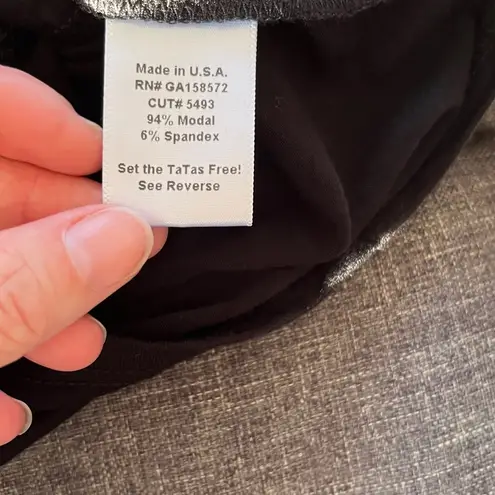 Made in U.S.A.
RN# GA158572
CUT# 5493
94% Modal
6% Spandex
Set the TaTas Free!
See Reverse